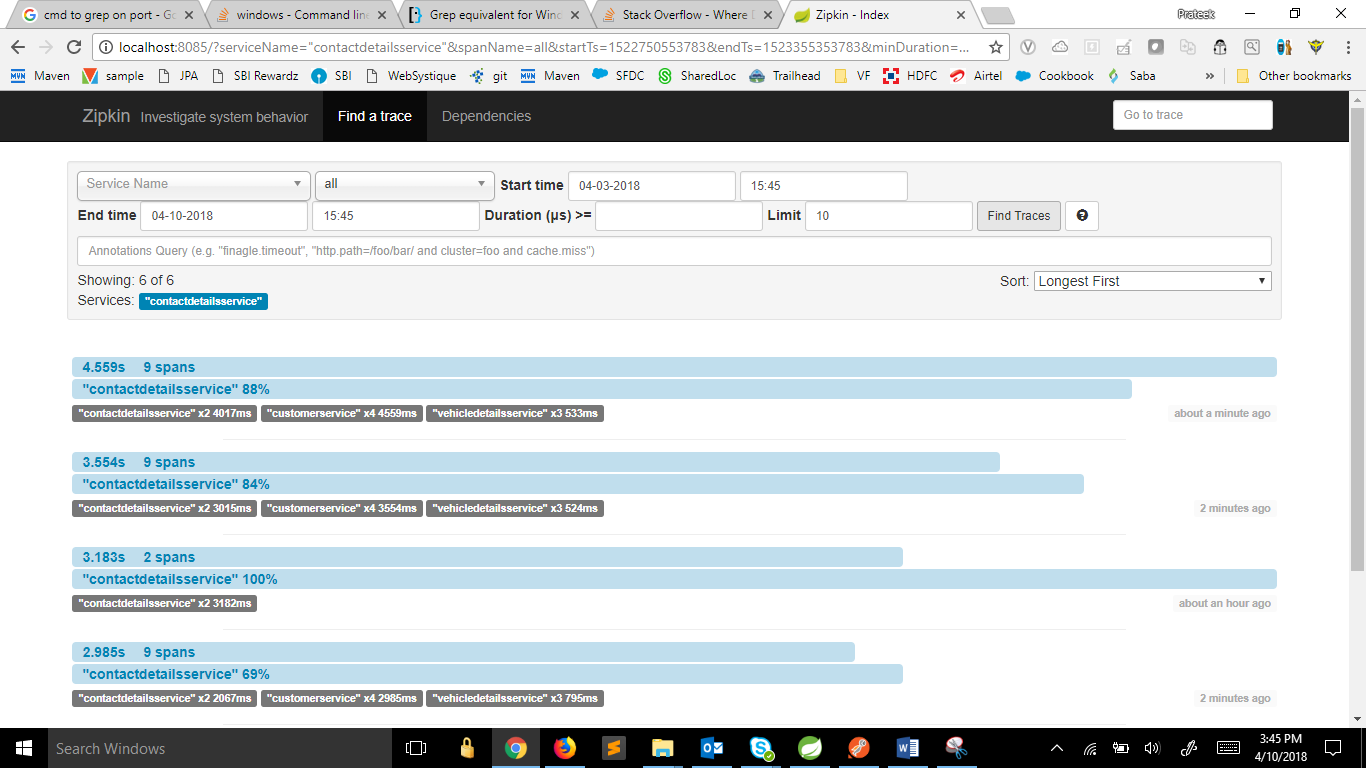 cmd to grep on port - Go
windows - Command line
Grep equivalent for Wind
Stack Overflow - Where D
Zipkin - Index
Prateek
localhost:8085/?serviceName="contactdetailsservice"&spanName=all&startTs=1522750553783&endTs=1523355353783&minDuration=...
Maven sample JPA SBI Rewardz SBI WebSystique git Maven SFDC SharedLoc Trailhead VF HDFC Airtel Cookbook Saba » Other bookmarks
Zipkin Investigate system behavior Find a trace Dependencies Go to trace
Service Name all Start time 04-03-2018 15:45
End time 04-10-2018 15:45 Duration (μs) >= Limit 10 Find Traces
Annotations Query (e.g. "finagle.timeout", "http.path=/foo/bar/ and cluster=foo and cache.miss")
Showing: 6 of 6 Sort: Longest First
Services: "contactdetailsservice"
4.559s 9 spans
"contactdetailsservice" 88%
"contactdetailsservice" x2 4017ms "customerservice" x4 4559ms "vehicledetailsservice" x3 533ms about a minute ago
3.554s 9 spans
"contactdetailsservice" 84%
"contactdetailsservice" x2 3015ms "customerservice" x4 3554ms "vehicledetailsservice" x3 524ms 2 minutes ago
3.183s 2 spans
"contactdetailsservice" 100%
"contactdetailsservice" x2 3182ms about an hour ago
2.985s 9 spans
"contactdetailsservice" 69%
"contactdetailsservice" x2 2067ms "customerservice" x4 2985ms "vehicledetailsservice" x3 795ms 2 minutes ago
Search Windows
3:45 PM
4/10/2018